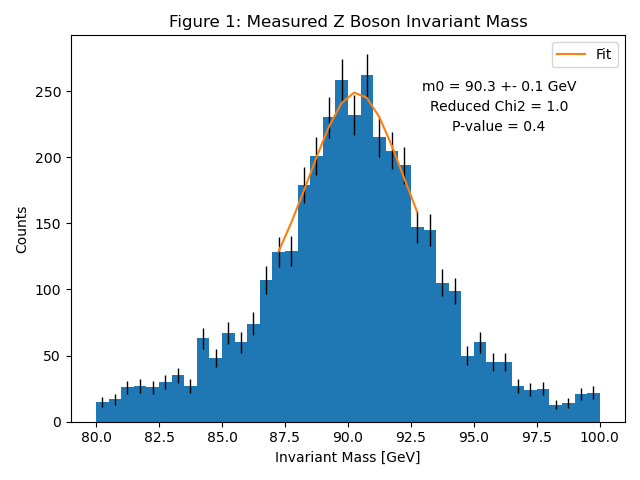 Figure 1: Measured Z Boson Invariant Mass
Fit
m0 = 90.3 +- 0.1 GeV
Reduced Chi2 = 1.0
P-value = 0.4
Counts
250
200
150
100
50
0
80.0 82.5 85.0 87.5 90.0 92.5 95.0 97.5 100.0
Invariant Mass [GeV]